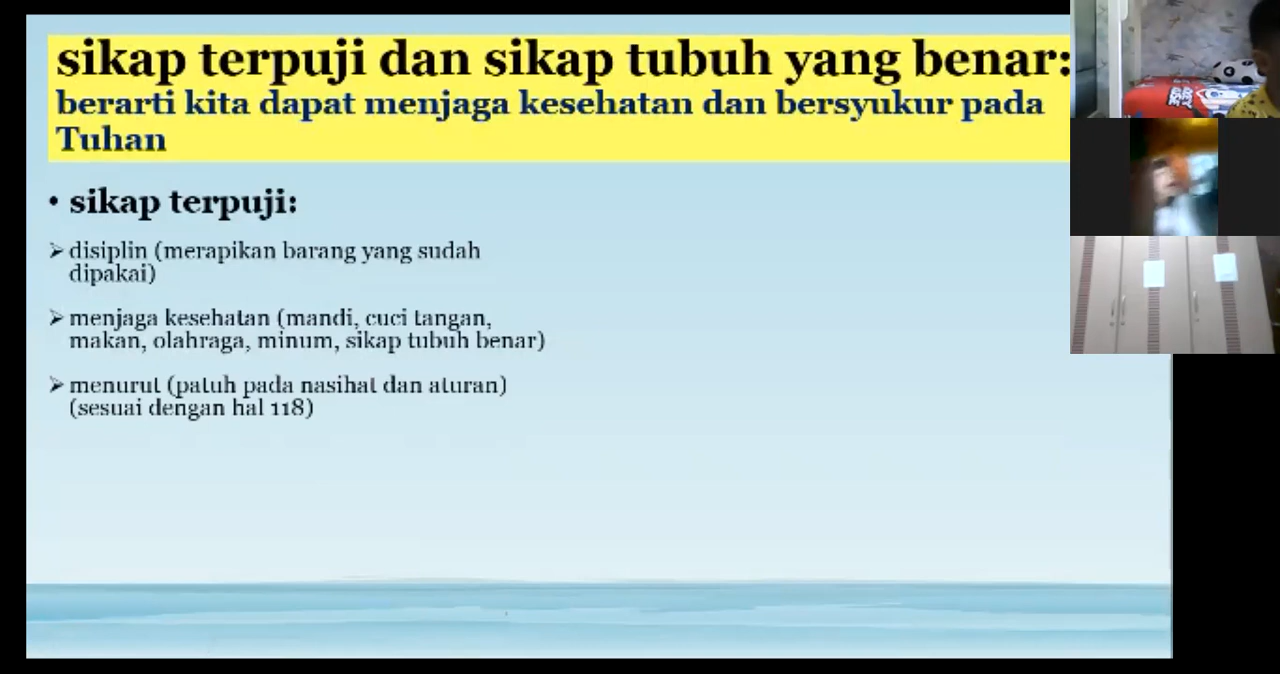 sikap terpuji dan sikap tubuh yang benar:
berarti kita dapat menjaga kesehatan dan bersyukur pada
Tuhan
• sikap terpuji:
➢ disiplin (merapikan barang yang sudah
dipakai)
➢ menjaga kesehatan (mandi, cuci tangan,
makan, olahraga, minum, sikap tubuh benar)
➢ menurut (patuh pada nasihat dan aturan)
(sesuai dengan hal 118)